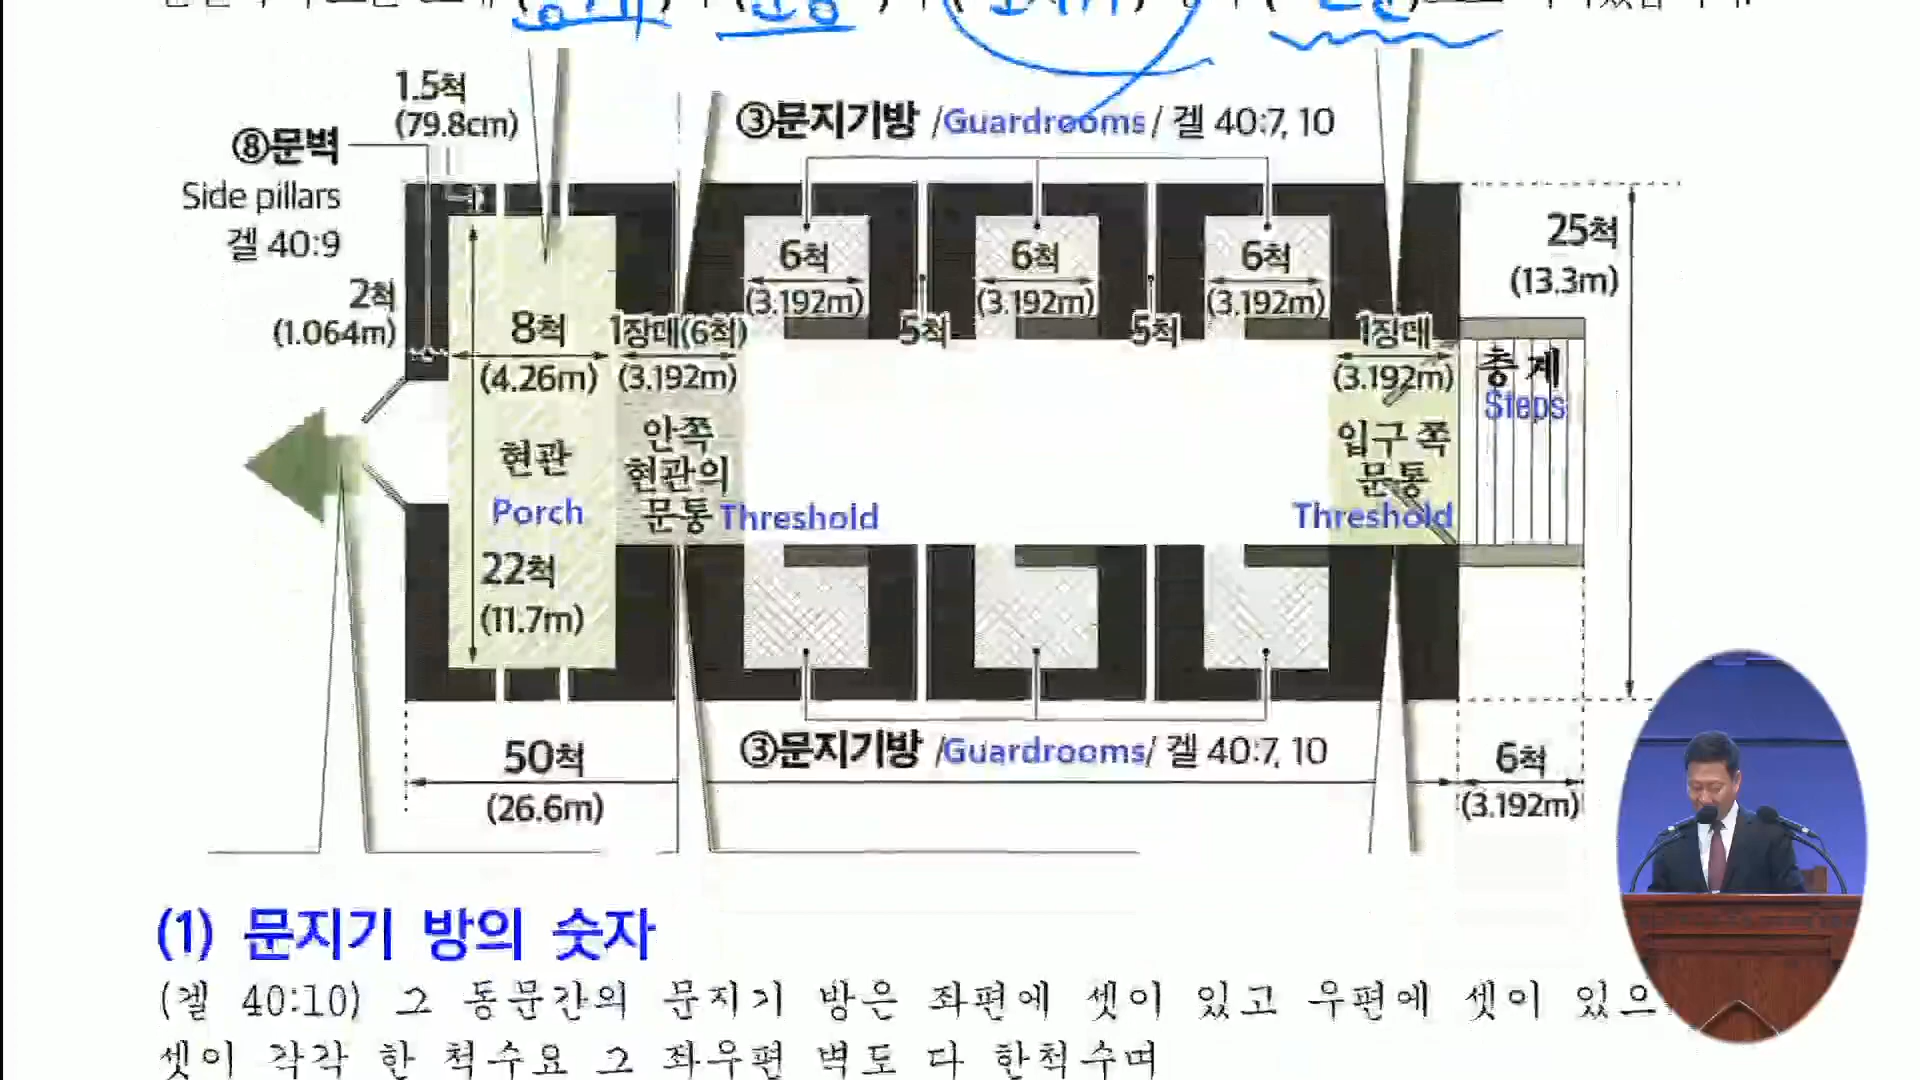 1.5척
(79.8cm)
⑧문벽
Side pillars
겔 40:9
③문지기방 /Guardrooms/ 겔 40:7, 10
2척
(1.064m)
8척
(4.26m)
1장대(6척)
(3.192m)
6척
(3.192m)
5척
6척
(3.192m)
5척
6척
(3.192m)
1장대
(3.192m)
25척
(13.3m)
층 계
Steps
현관
Porch
안쪽
현관의
문통
Threshold
입구 쪽
문통
Threshold
22척
(11.7m)
50척
(26.6m)
③문지기방 /Guardrooms/ 겔 40:7, 10
6척
(3.192m)
(1) 문지기 방의 숫자
(겔 40:10) 그 동문간의 문지기 방은 좌편에 셋이 있고 우편에 셋이 있으
셋이 각각 한 척수요 그 좌우편 벽도 다 한척수며